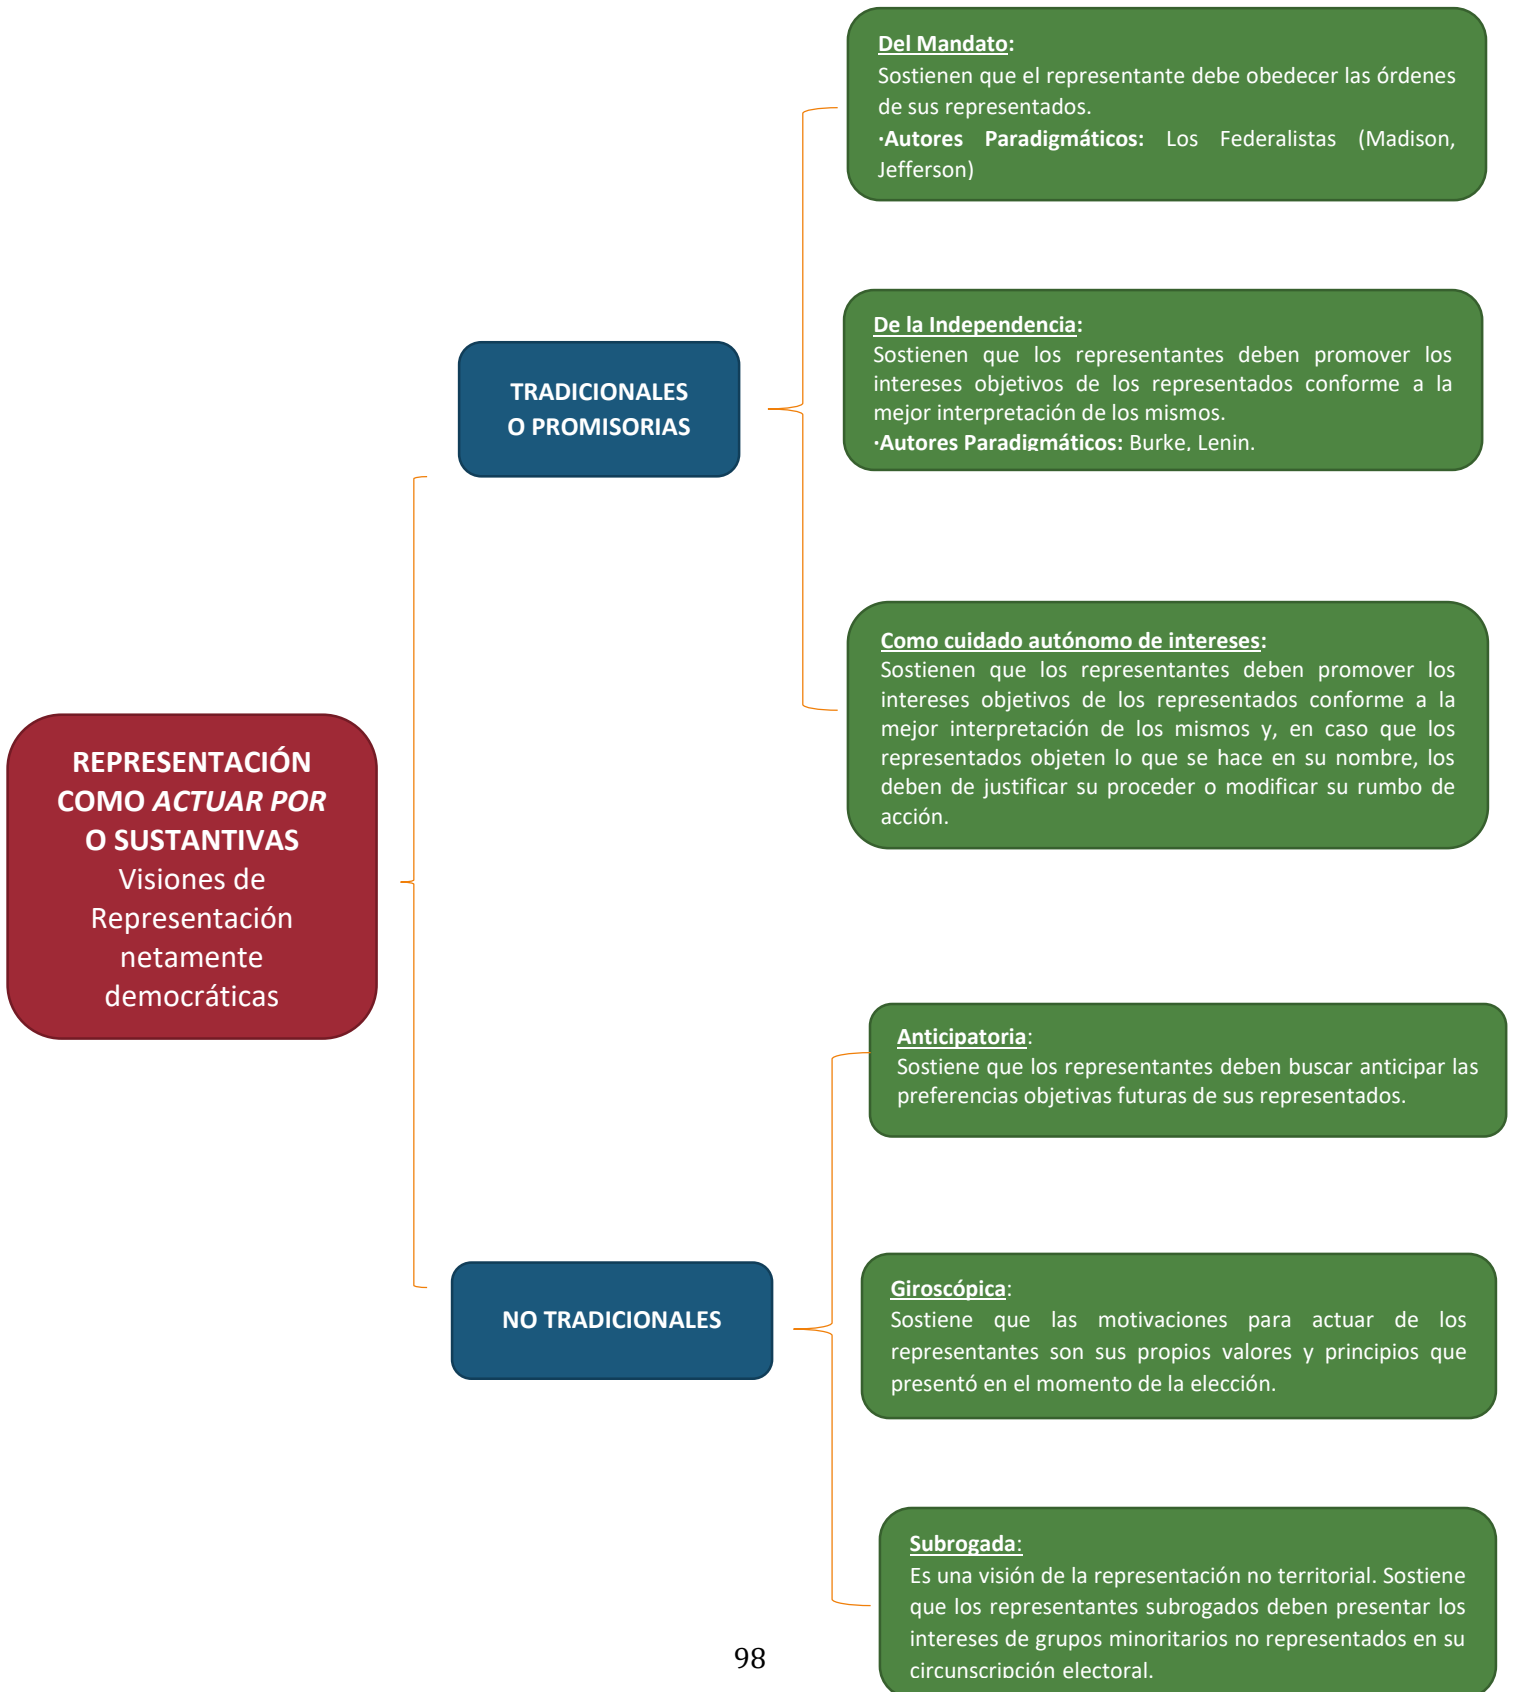 REPRESENTACIÓN
COMO ACTUAR POR
O SUSTANTIVAS
Visiones de
Representación
netamente
democráticas
TRADICIONALES
O PROMISORIAS
Del Mandato:
Sostienen que el representante debe obedecer las órdenes
de sus representados.
·Autores Paradigmáticos: Los Federalistas (Madison,
Jefferson)
De la Independencia:
Sostienen que los representantes deben promover los
intereses objetivos de los representados conforme a la
mejor interpretación de los mismos.
·Autores Paradigmáticos: Burke, Lenin.
Como cuidado autónomo de intereses:
Sostienen que los representantes deben promover los
intereses objetivos de los representados conforme a la
mejor interpretación de los mismos y, en caso que los
representados objeten lo que se hace en su nombre, los
deben de justificar su proceder o modificar su rumbo de
acción.
NO TRADICIONALES
Anticipatoria:
Sostiene que los representantes deben buscar anticipar las
preferencias objetivas futuras de sus representados.
Giroscópica:
Sostiene que las motivaciones para actuar de los
representantes son sus propios valores y principios que
presentó en el momento de la elección.
Subrogada:
Es una visión de la representación no territorial. Sostiene
que los representantes subrogados deben presentar los
intereses de grupos minoritarios no representados en su
circunscripción electoral.
98